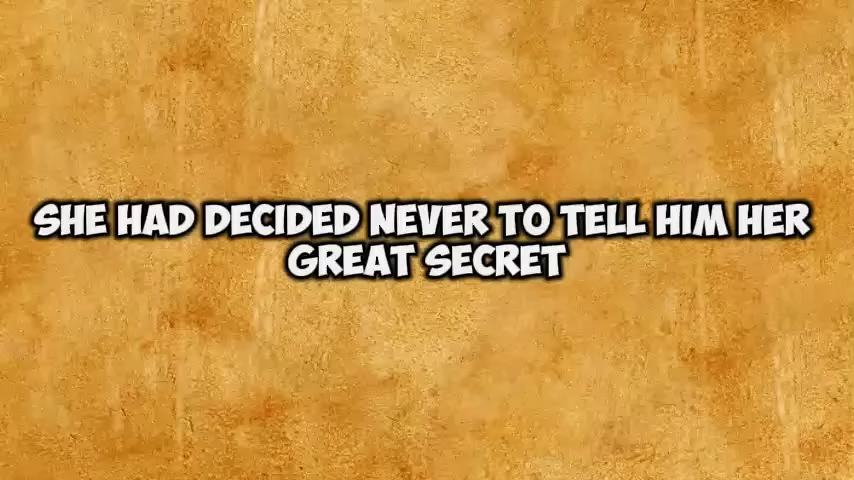 SHE HAD DECIDED NEVER TO TELL HIM HER
GREAT SECRET